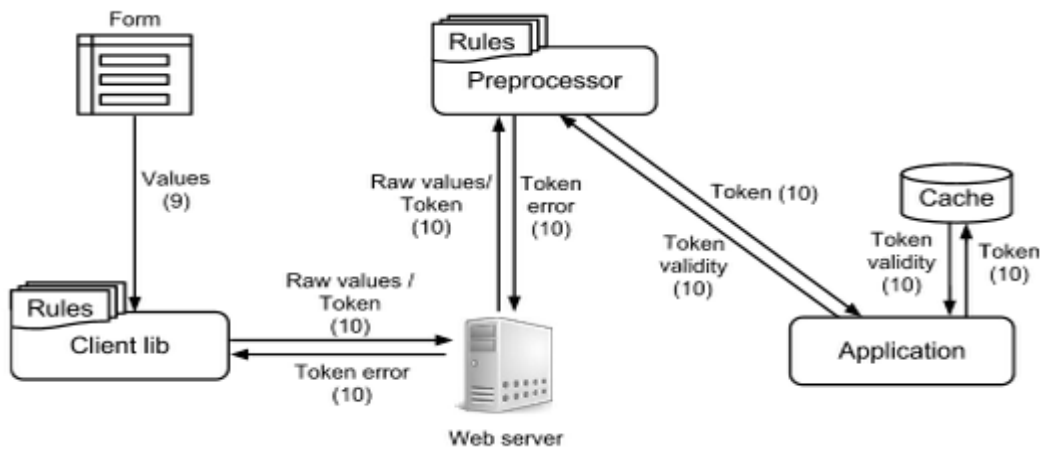 Form
Rules
Preprocessor
Values
(9)
Raw values/
Token
(10)
Token
error
(10)
Token (10)
Token
validity
(10)
Cache
Token
validity
(10)
Token
(10)
Rules
Client lib
Raw values /
Token
(10)
Token error
(10)
Application
Web server